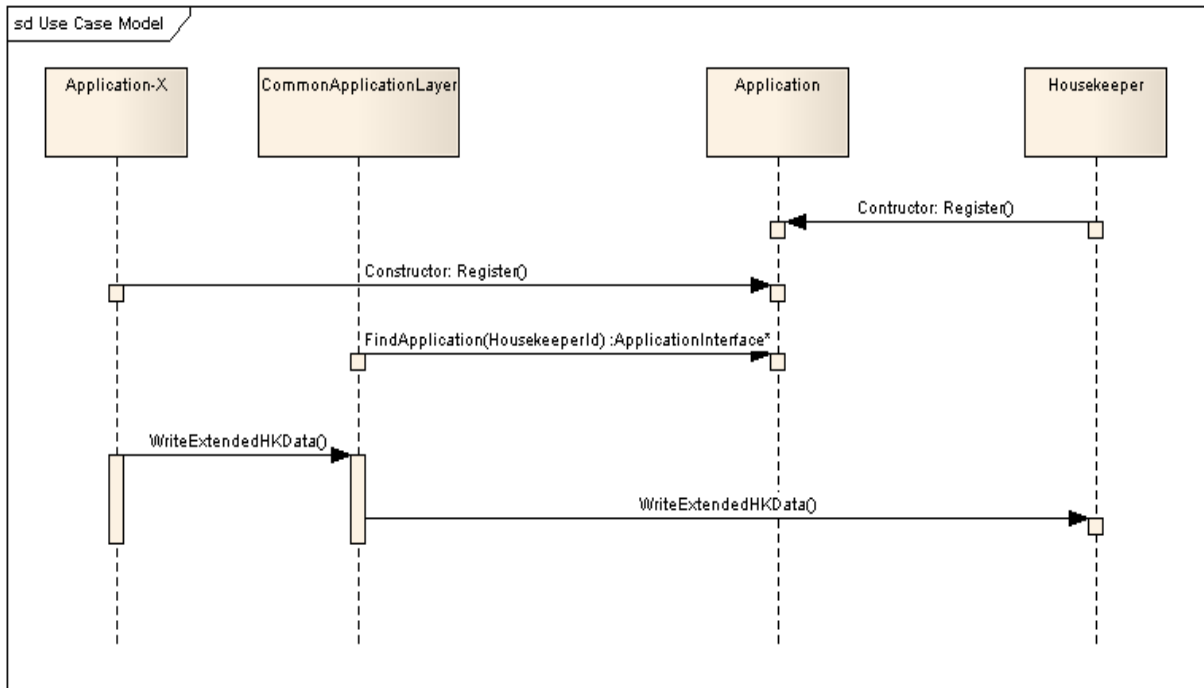 sd Use Case Model
Application-X
CommonApplicationLayer
Application
Housekeeper
Contructor: Register()
Constructor: Register()
FindApplication(HousekeeperId) :ApplicationInterface*
WriteExtendedHKData()
WriteExtendedHKData()